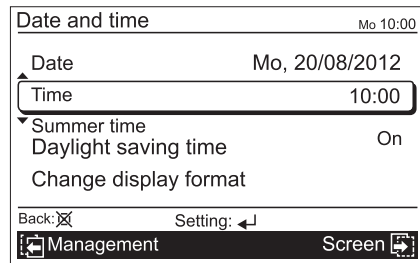 Date and time Mo 10:00
Date Mo, 20/08/2012
Time 10:00
Summer time
Daylight saving time On
Change display format
Back: Setting:
Management Screen